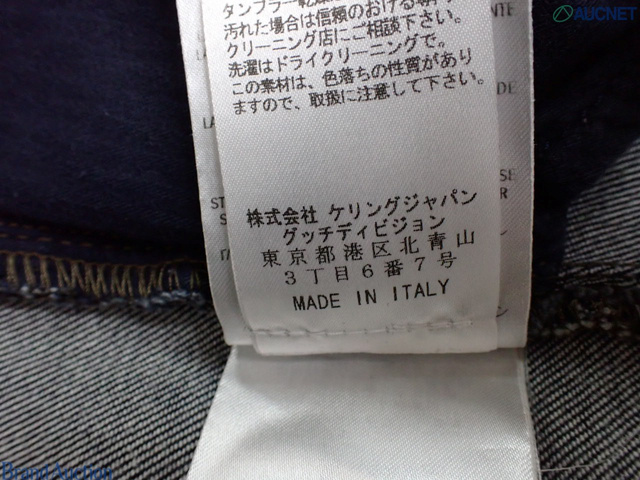 AUCNET
汚れた場合は信頼のおける専門
クリーニング店にご相談下さい。
洗濯はドライクリーニングで。
この素材は、色落ちの性質があり
ますので、取扱に注意して下さい。
株式会社 ケリングジャパン
グッチディビジョン
東京都港区北青山
3丁目6番7号
MADE IN ITALY
Brand Auction